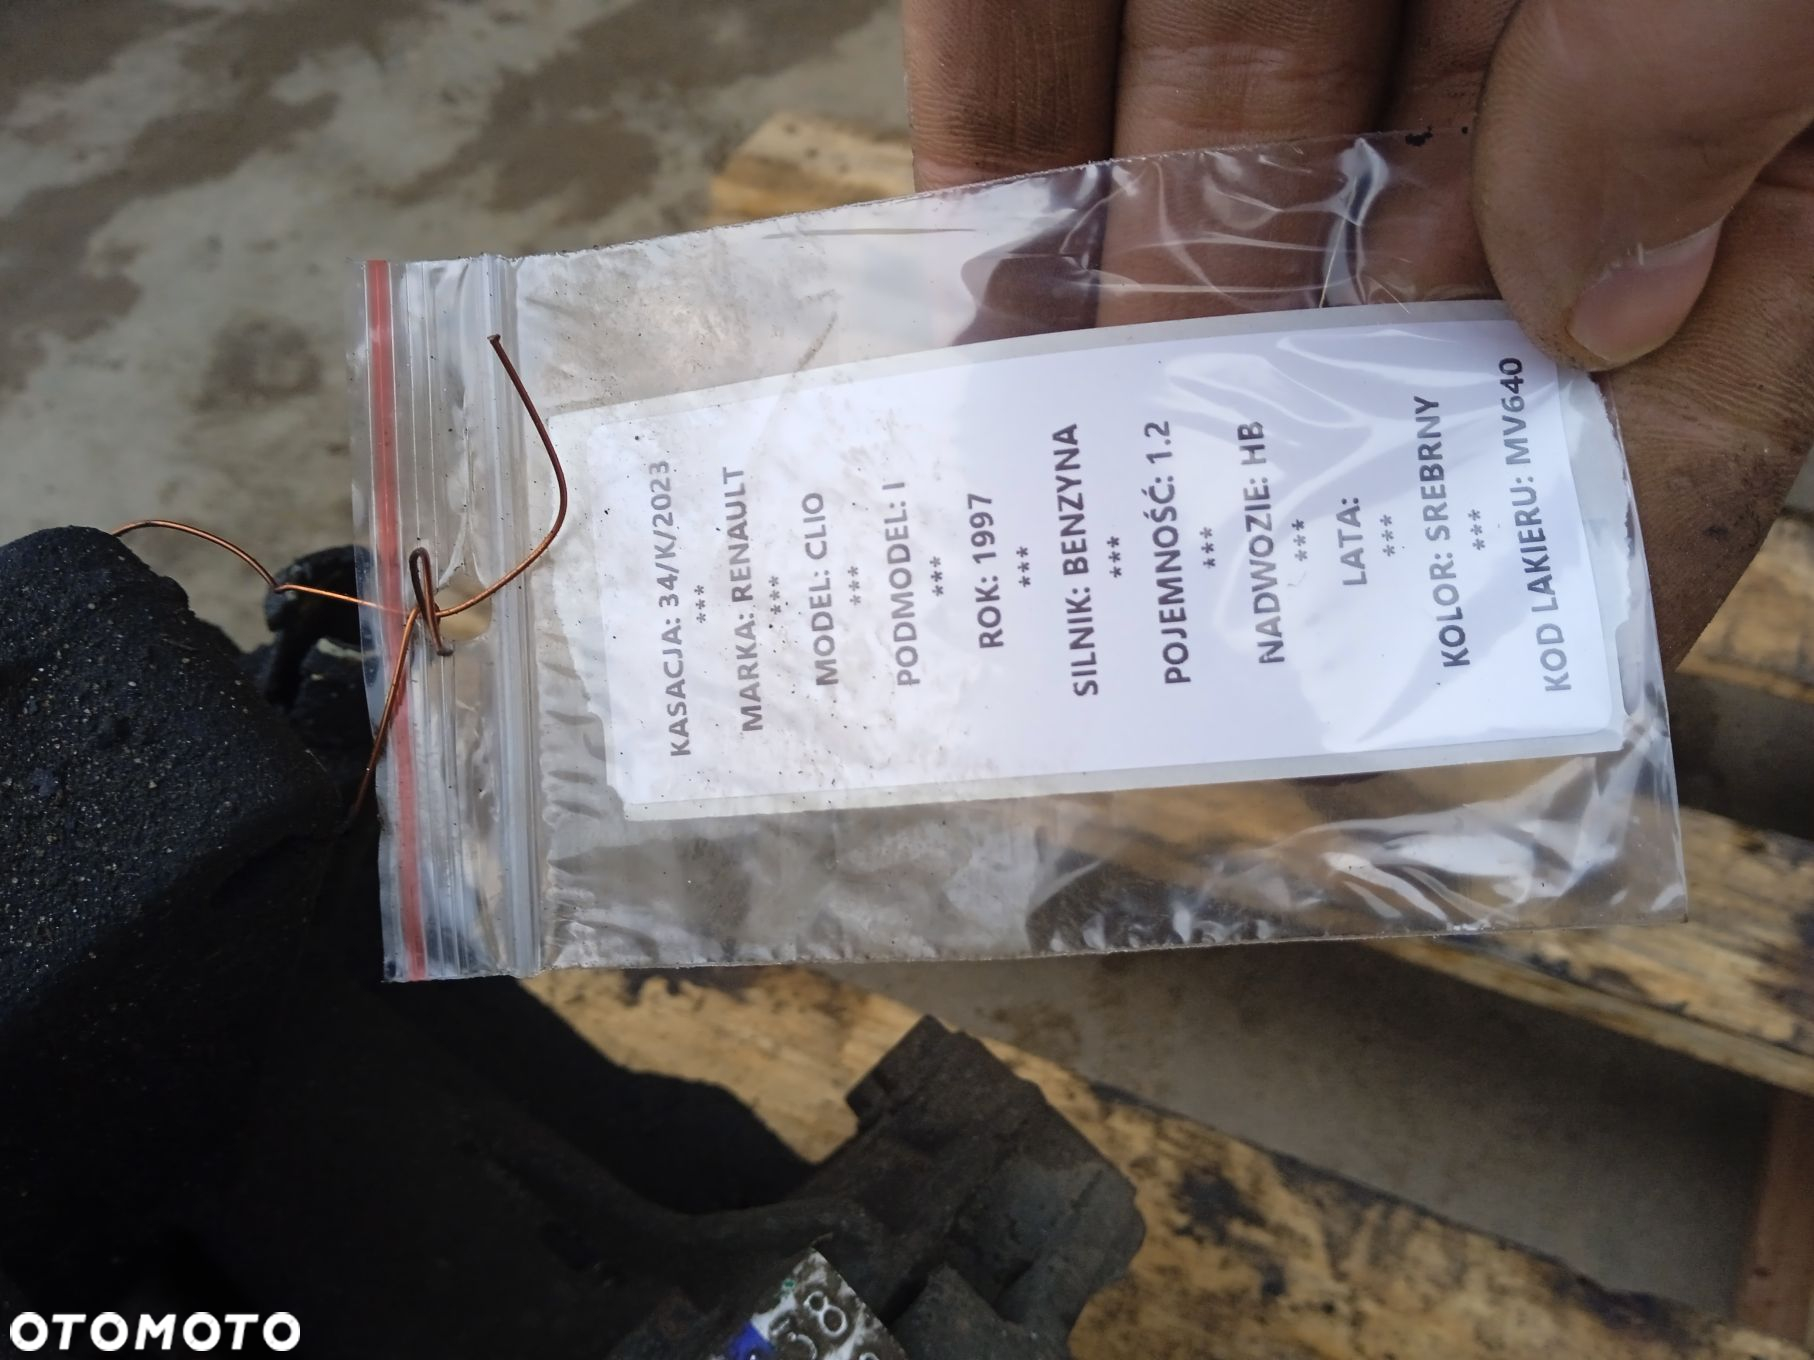 KASACJA: 34/K/2023
***
MARKA: RENAULT
***
MODEL: CLIO
***
PODMODEL: I
***
ROK: 1997
***
SILNIK: BENZYNA
***
POJEMNOŚĆ: 1.2
***
NADWOZIE: HB
***
LATA:
***
KOLOR: SREBRNY
***
KOD LAKIERU: MV640
38
OTOMOTO